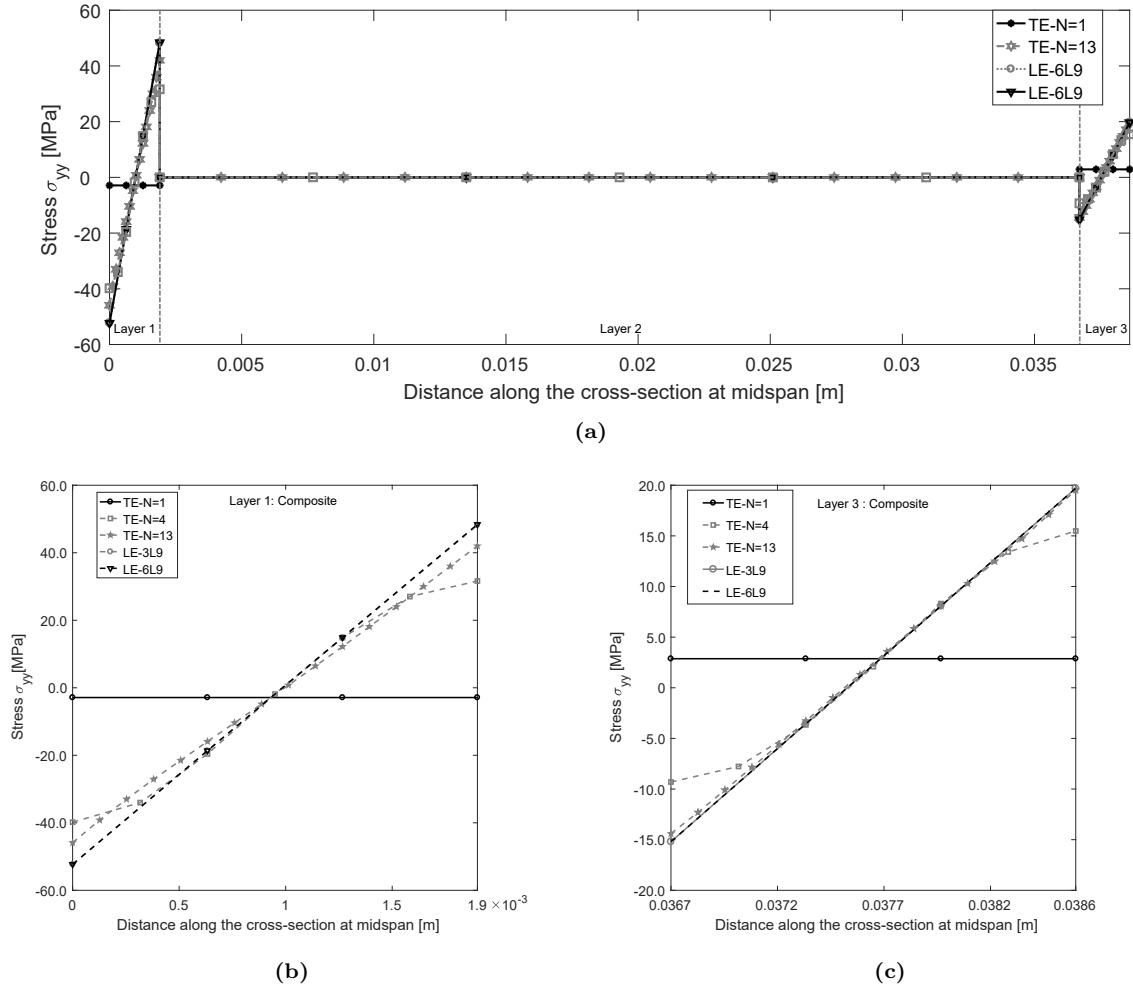 60
40
20
0
-20
-40
-60
Stress σyy [MPa]
TE-N=1
TE-N=13
LE-6L9
LE-6L9
Layer 1
Layer 2
Layer 3
0 0.005 0.01 0.015 0.02 0.025 0.03 0.035
Distance along the cross-section at midspan [m]
(a)
60.0
40.0
20.0
0.0
-20.0
-40.0
-60.0
Stress σyy[MPa]
Layer 1: Composite
TE-N=1
TE-N=4
TE-N=13
LE-3L9
LE-6L9
0 0.5 1 1.5 1.9 ×10-3
Distance along the cross-section at midspan [m]
(b)
20.0
15.0
10.0
5.0
0
-5.0
-10.0
-15.0
-20.0
Stress σyy [MPa]
Layer 3 : Composite
TE-N=1
TE-N=4
TE-N=13
LE-3L9
LE-6L9
0.0367 0.0372 0.0377 0.0382 0.0386
Distance along the cross-section at midspan [m]
(c)